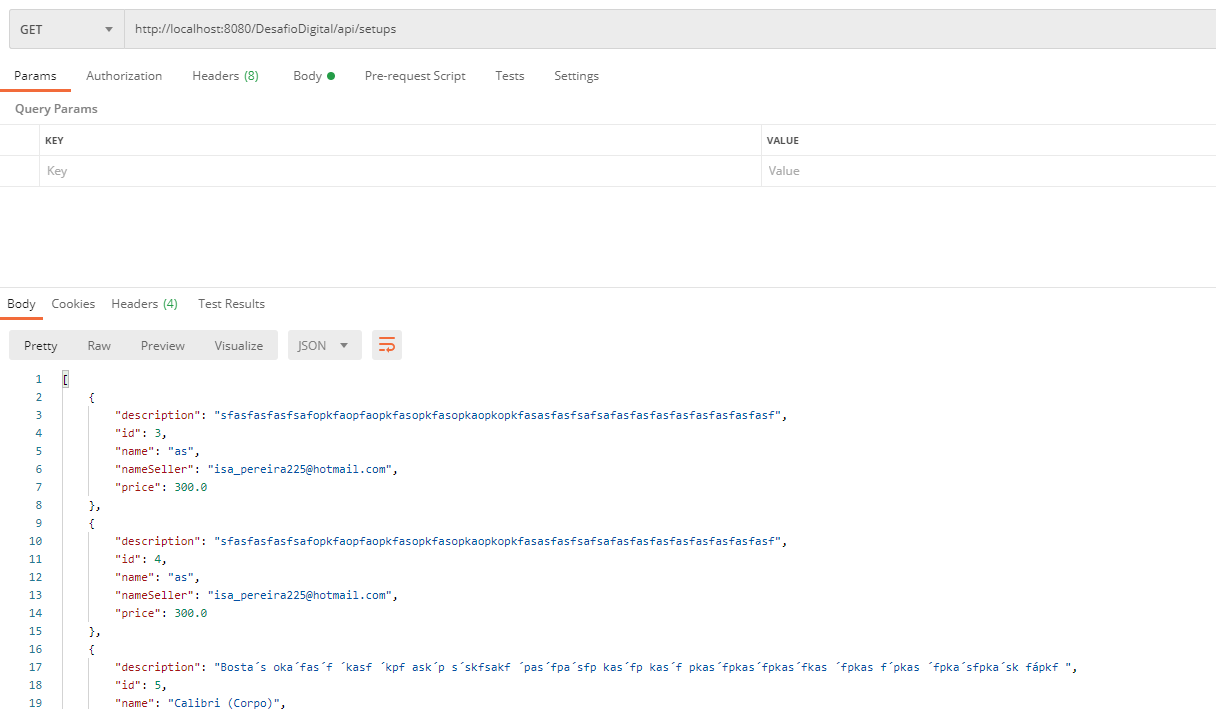 GET http://localhost:8080/DesafioDigital/api/setups
Params Authorization Headers (8) Body Pre-request Script Tests Settings
Query Params
KEY VALUE
Key Value
Body Cookies Headers (4) Test Results
Pretty Raw Preview Visualize JSON
1 [
2 {
3 "description": "sfasfasfasfsafopkfaopfaopkfasopkfasopkaopkopkfasasfasfsafsafasfasfasfasfasfasfasfasf",
4 "id": 3,
5 "name": "as",
6 "nameSeller": "isa_pereira225@hotmail.com",
7 "price": 300.0
8 },
9 {
10 "description": "sfasfasfasfsafopkfaopfaopkfasopkfasopkaopkopkfasasfasfsafsafasfasfasfasfasfasfasfasf",
11 "id": 4,
12 "name": "as",
13 "nameSeller": "isa_pereira225@hotmail.com",
14 "price": 300.0
15 },
16 {
17 "description": "Bosta´s oka´fas´f ´kasf ´kpf ask´p s´skfsakf ´pas´fpa´sfp kas´fp kas´f pkas´fpkas´fpkas´fkas ´fpkas f´pkas ´fpka´sfpka´sk fápkf ",
18 "id": 5,
19 "name": "Calibri (Corpo)",